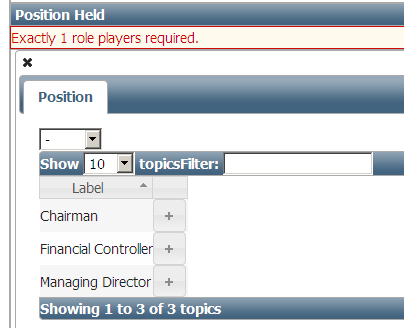 Position Held
Exactly 1 role players required.
Position
-
Show 10 topicsFilter:
Label
Chairman +
Financial Controller +
Managing Director +
Showing 1 to 3 of 3 topics